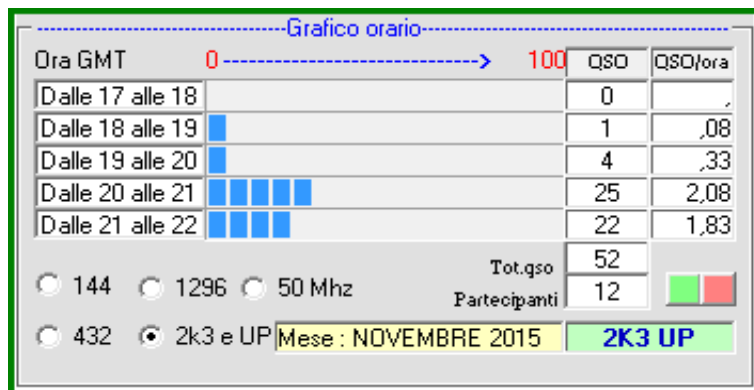 Grafico orario
Ora GMT 0 -----------------------------> 100 QSO QSO/ora
Dalle 17 alle 18 0 ,
Dalle 18 alle 19 1 ,08
Dalle 19 alle 20 4 ,33
Dalle 20 alle 21 25 2,08
Dalle 21 alle 22 22 1,83
Tot.qso 52
144 1296 50 Mhz Partecipanti 12
432 2k3 e UP Mese : NOVEMBRE 2015 2K3 UP